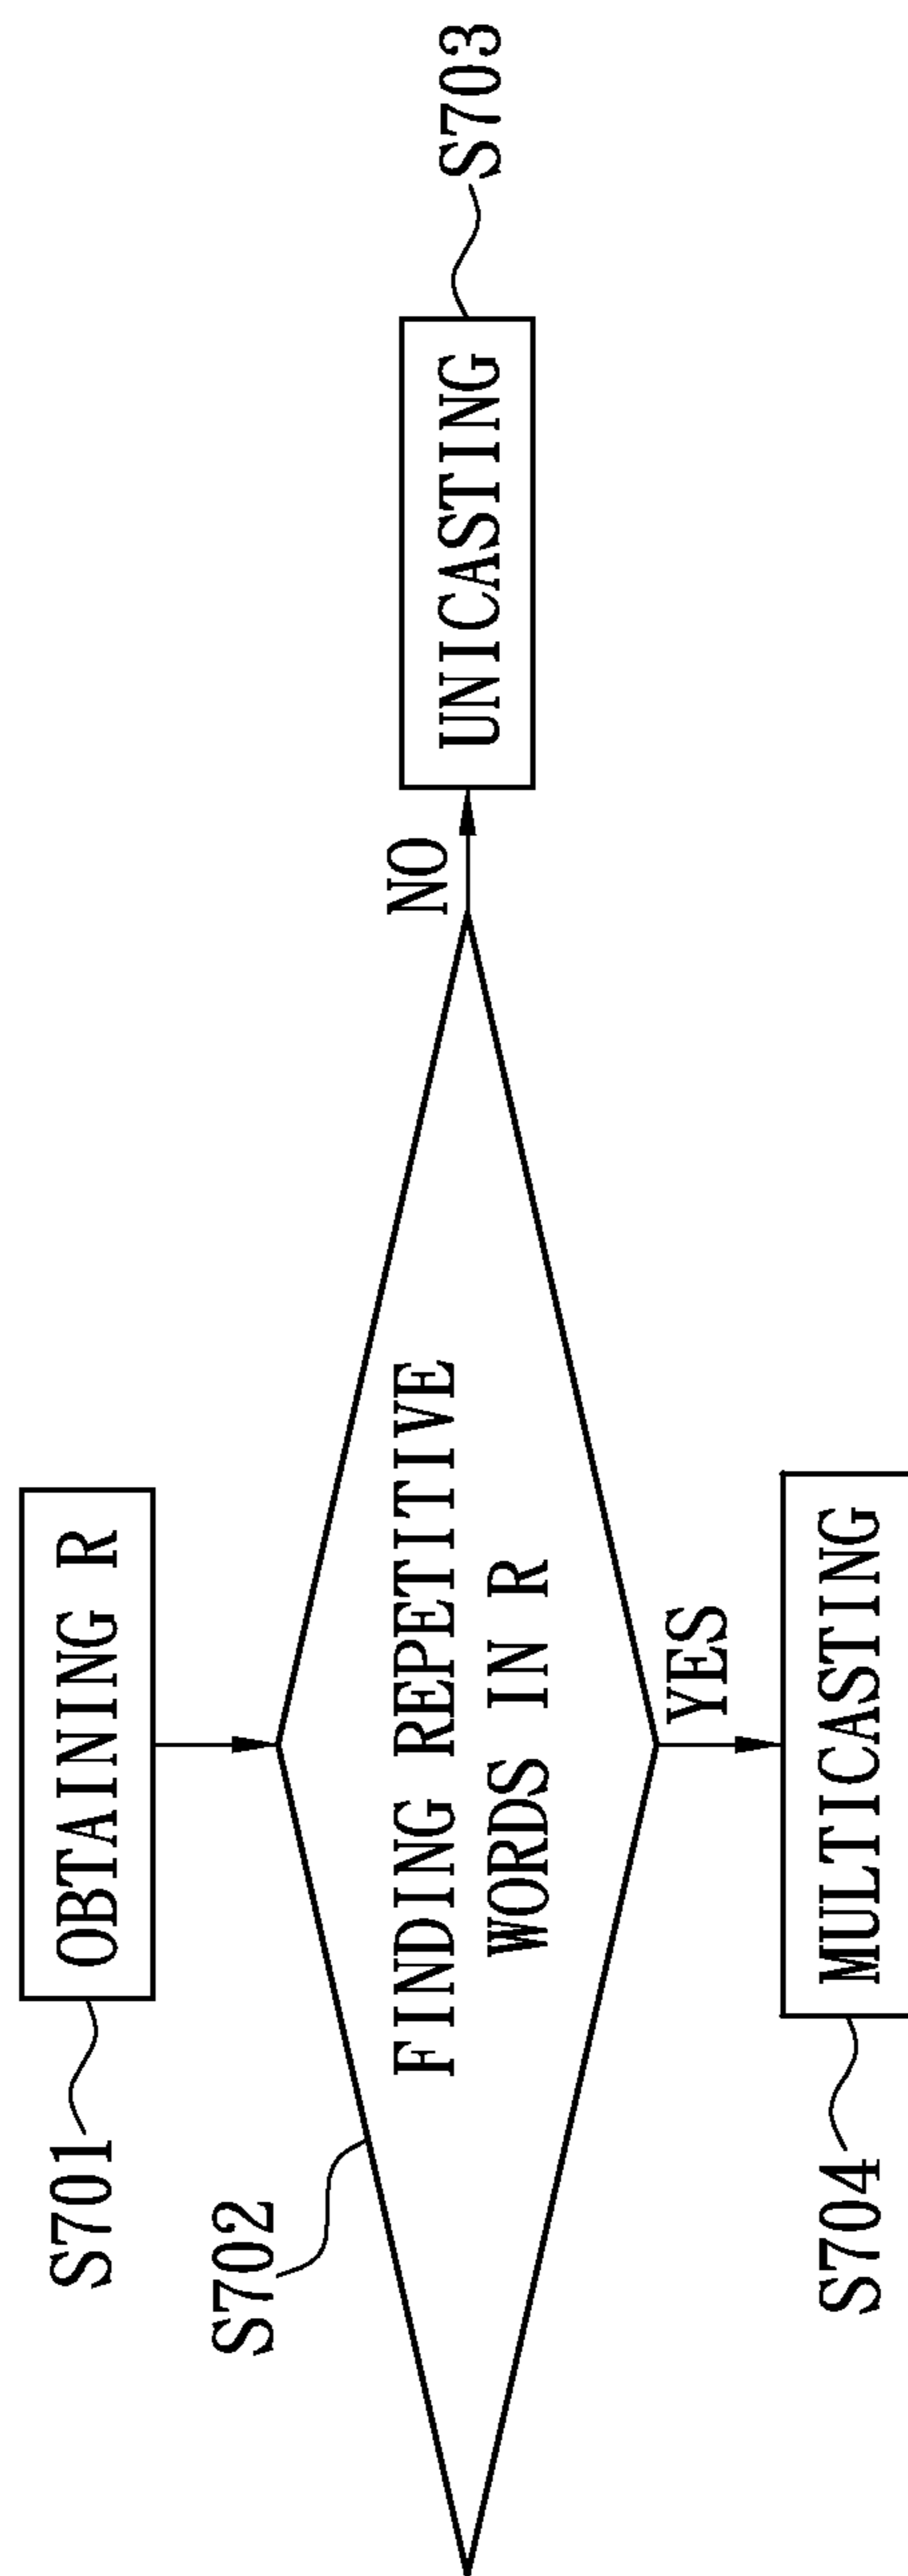 S701
OBTAINING R
S702
FINDING REPETITIVE
WORDS IN R
NO
UNICASTING
S703
YES
S704
MULTICASTING